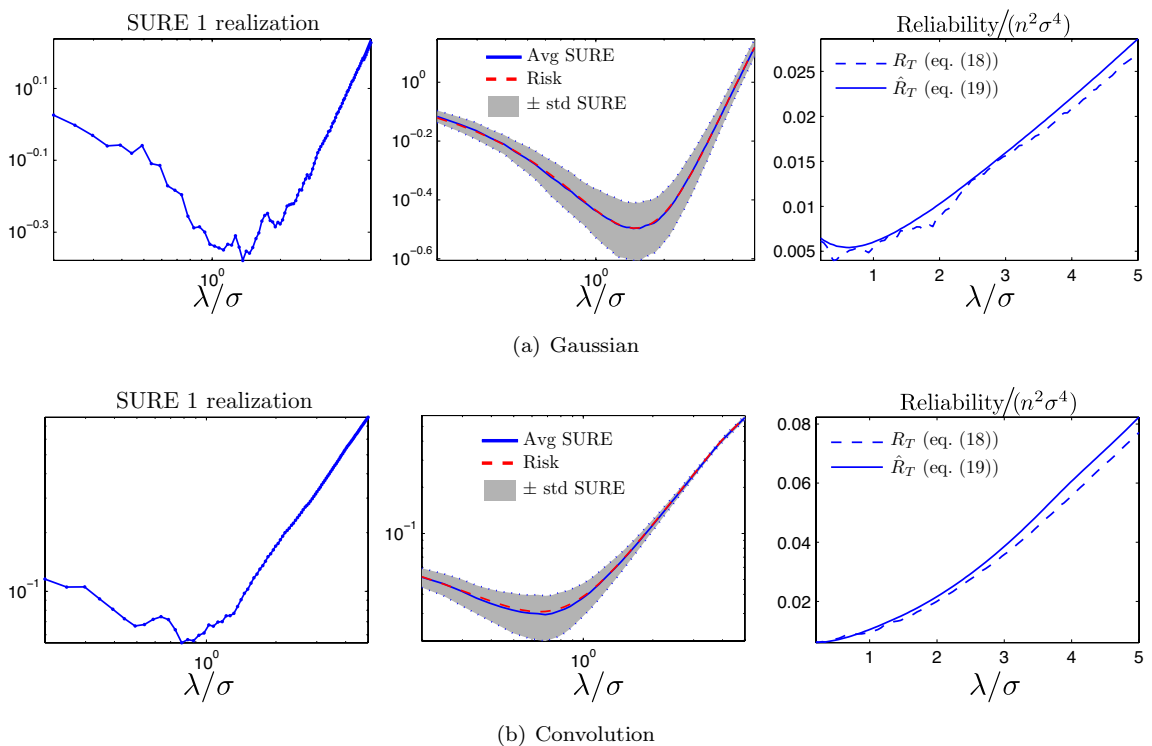 SURE 1 realization
10^0.1
10^−0.1
10^−0.3
10^0
λ/σ
Avg SURE
Risk
± std SURE
10^0
10^−0.2
10^−0.4
10^−0.6
10^0
λ/σ
Reliability/(n²σ⁴)
R_T (eq. (18))
R̂_T (eq. (19))
0.025
0.02
0.015
0.01
0.005
1 2 3 4 5
λ/σ
(a) Gaussian
SURE 1 realization
10^−1
10^0
λ/σ
Avg SURE
Risk
± std SURE
10^−1
10^0
λ/σ
Reliability/(n²σ⁴)
R_T (eq. (18))
R̂_T (eq. (19))
0.08
0.06
0.04
0.02
1 2 3 4 5
λ/σ
(b) Convolution